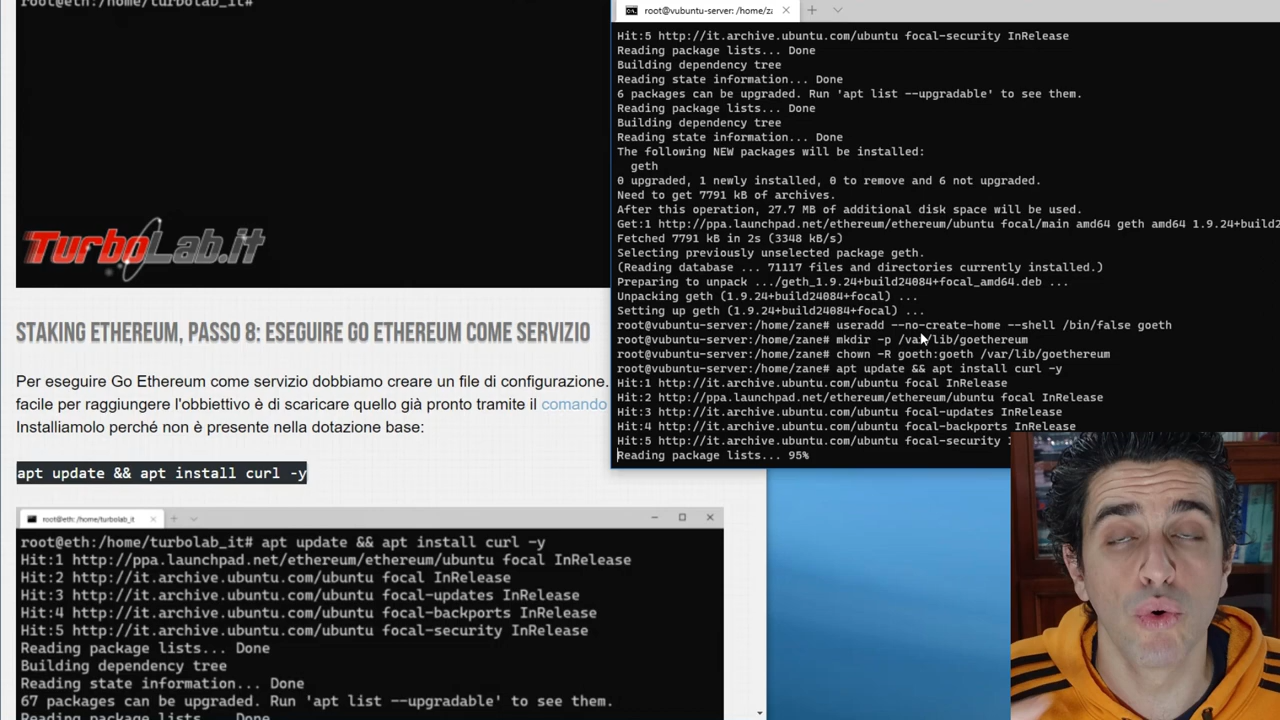 root@eth:/home/turbolab_it#
TurboLab.it
STAKING ETHEREUM, PASSO 8: ESEGUIRE GO ETHEREUM COME SERVIZIO
Per eseguire Go Ethereum come servizio dobbiamo creare un file di configurazione.
facile per raggiungere l'obbiettivo è di scaricare quello già pronto tramite il comando
Installiamolo perché non è presente nella dotazione base:
apt update && apt install curl -y
root@eth: /home/turbolab_it
root@eth:/home/turbolab_it# apt update && apt install curl -y
Hit:1 http://ppa.launchpad.net/ethereum/ethereum/ubuntu focal InRelease
Hit:2 http://it.archive.ubuntu.com/ubuntu focal InRelease
Hit:3 http://it.archive.ubuntu.com/ubuntu focal-updates InRelease
Hit:4 http://it.archive.ubuntu.com/ubuntu focal-backports InRelease
Hit:5 http://it.archive.ubuntu.com/ubuntu focal-security InRelease
Reading package lists... Done
Building dependency tree
Reading state information... Done
67 packages can be upgraded. Run 'apt list --upgradable' to see them.
Reading package lists... Done
root@vubuntu-server: /home/za
Hit:5 http://it.archive.ubuntu.com/ubuntu focal-security InRelease
Reading package lists... Done
Building dependency tree
Reading state information... Done
6 packages can be upgraded. Run 'apt list --upgradable' to see them.
Reading package lists... Done
Building dependency tree
Reading state information... Done
The following NEW packages will be installed:
geth
0 upgraded, 1 newly installed, 0 to remove and 6 not upgraded.
Need to get 7791 kB of archives.
After this operation, 27.7 MB of additional disk space will be used.
Get:1 http://ppa.launchpad.net/ethereum/ethereum/ubuntu focal/main amd64 geth amd64 1.9.24+build2
Fetched 7791 kB in 2s (3348 kB/s)
Selecting previously unselected package geth.
(Reading database ... 71117 files and directories currently installed.)
Preparing to unpack .../geth_1.9.24+build24084+focal_amd64.deb ...
Unpacking geth (1.9.24+build24084+focal) ...
Setting up geth (1.9.24+build24084+focal) ...
root@vubuntu-server:/home/zane# useradd --no-create-home --shell /bin/false goeth
root@vubuntu-server:/home/zane# mkdir -p /var/lib/goethereum
root@vubuntu-server:/home/zane# chown -R goeth:goeth /var/lib/goethereum
root@vubuntu-server:/home/zane# apt update && apt install curl -y
Hit:1 http://it.archive.ubuntu.com/ubuntu focal InRelease
Hit:2 http://ppa.launchpad.net/ethereum/ethereum/ubuntu focal InRelease
Hit:3 http://it.archive.ubuntu.com/ubuntu focal-updates InRelease
Hit:4 http://it.archive.ubuntu.com/ubuntu focal-backports InRelease
Hit:5 http://it.archive.ubuntu.com/ubuntu focal-security
Reading package lists... 95%